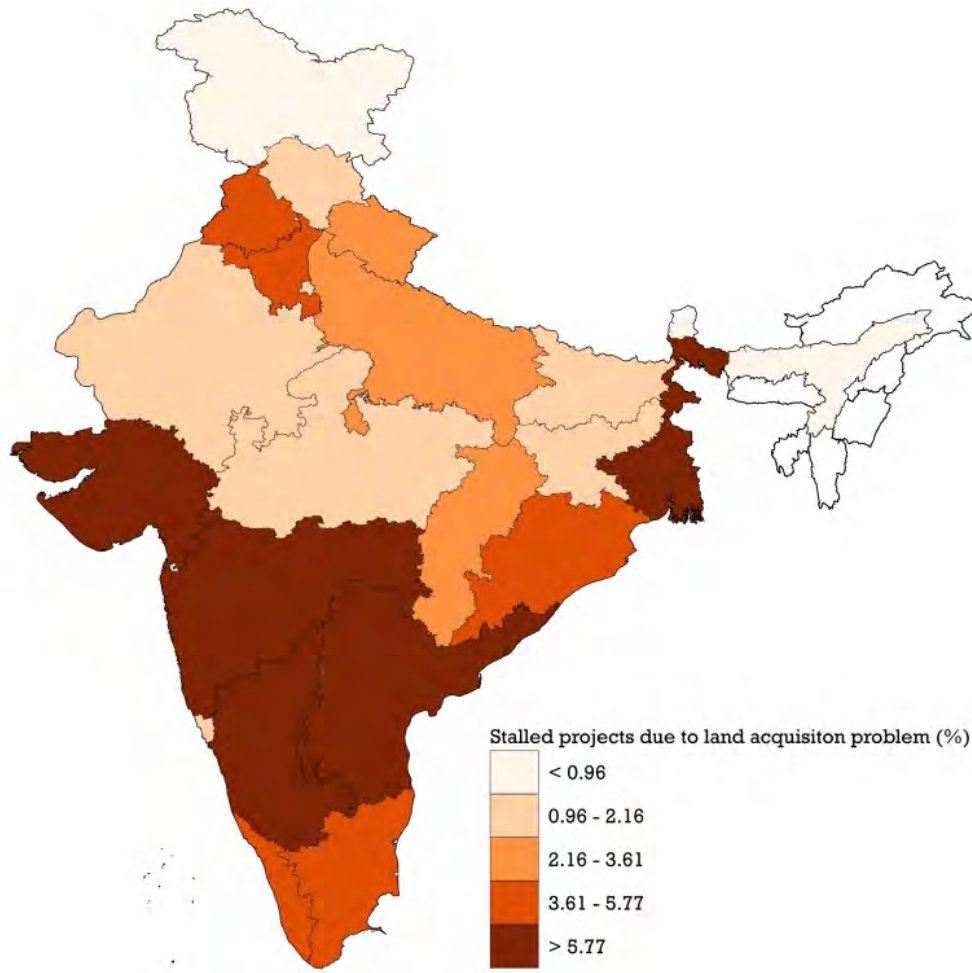 Stalled projects due to land acquisiton problem (%)
< 0.96
0.96 - 2.16
2.16 - 3.61
3.61 - 5.77
> 5.77